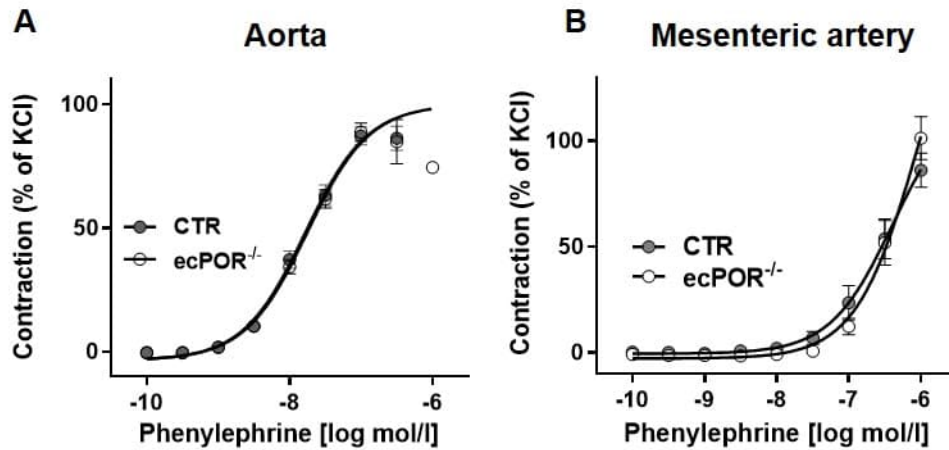 A
Aorta
Contraction (% of KCl)
100
50
0
CTR
ecPOR-/-
-10
-8
-6
Phenylephrine [log mol/l]
B
Mesenteric artery
Contraction (% of KCl)
100
50
0
CTR
ecPOR-/-
-10
-9
-8
-7
-6
Phenylephrine [log mol/l]